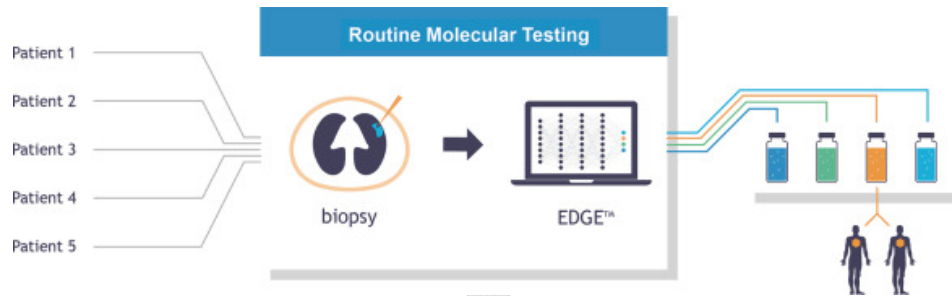 Routine Molecular Testing
Patient 1
Patient 2
Patient 3
Patient 4
Patient 5
biopsy
EDGE™